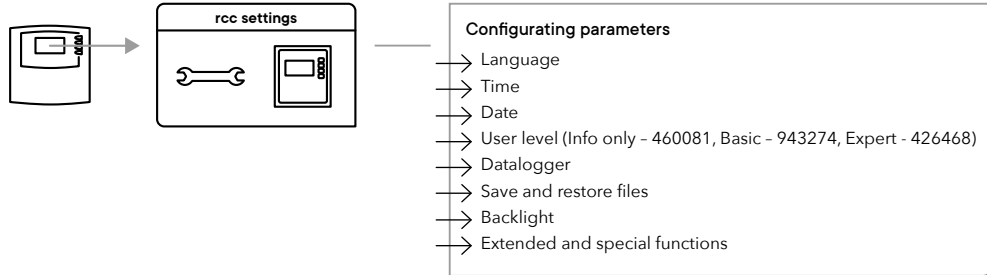 rcc settings
Configurating parameters
Language
Time
Date
User level (Info only – 460081, Basic – 943274, Expert - 426468)
Datalogger
Save and restore files
Backlight
Extended and special functions